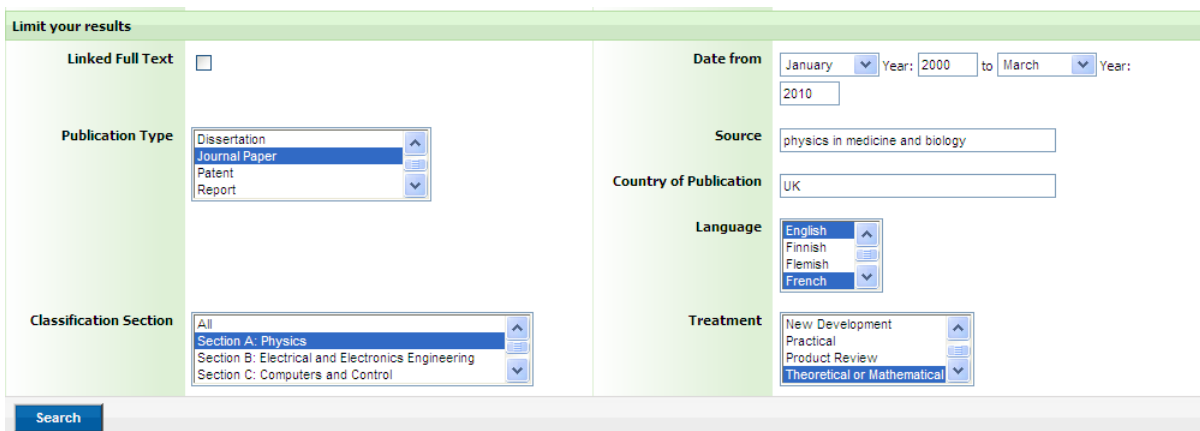 Limit your results
Linked Full Text
Date from
January Year: 2000 to March Year:
2010
Publication Type
Dissertation
Journal Paper
Patent
Report
Source
physics in medicine and biology
Country of Publication
UK
Language
English
Finnish
Flemish
French
Classification Section
All
Section A: Physics
Section B: Electrical and Electronics Engineering
Section C: Computers and Control
Treatment
New Development
Practical
Product Review
Theoretical or Mathematical
Search